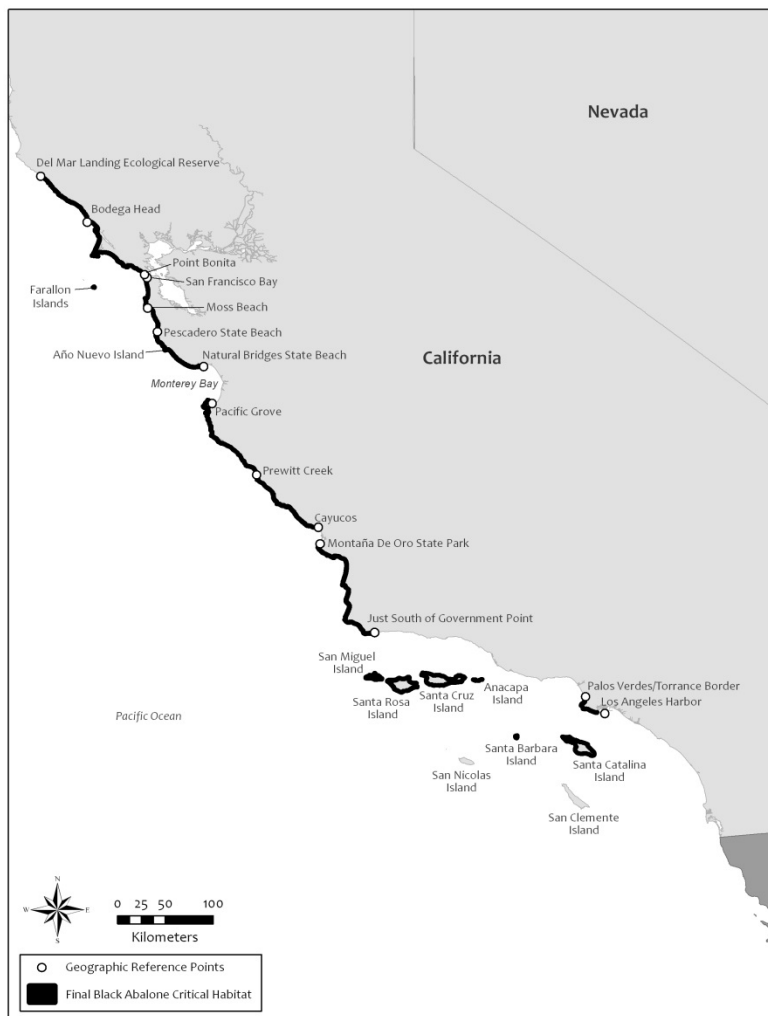 Nevada
Del Mar Landing Ecological Reserve
Bodega Head
Point Bonita
San Francisco Bay
Farallon
Islands
Moss Beach
Pescadero State Beach
Año Nuevo Island
Natural Bridges State Beach
California
Monterey Bay
Pacific Grove
Prewitt Creek
Cayucos
Montaña De Oro State Park
Just South of Government Point
San Miguel
Island
Santa Rosa
Island
Santa Cruz
Island
Anacapa
Island
Palos Verdes/Torrance Border
Los Angeles Harbor
Pacific Ocean
Santa Barbara
Island
Santa Catalina
Island
San Nicolas
Island
San Clemente
Island
N
W E
S
0 25 50 100
Kilometers
Geographic Reference Points
Final Black Abalone Critical Habitat